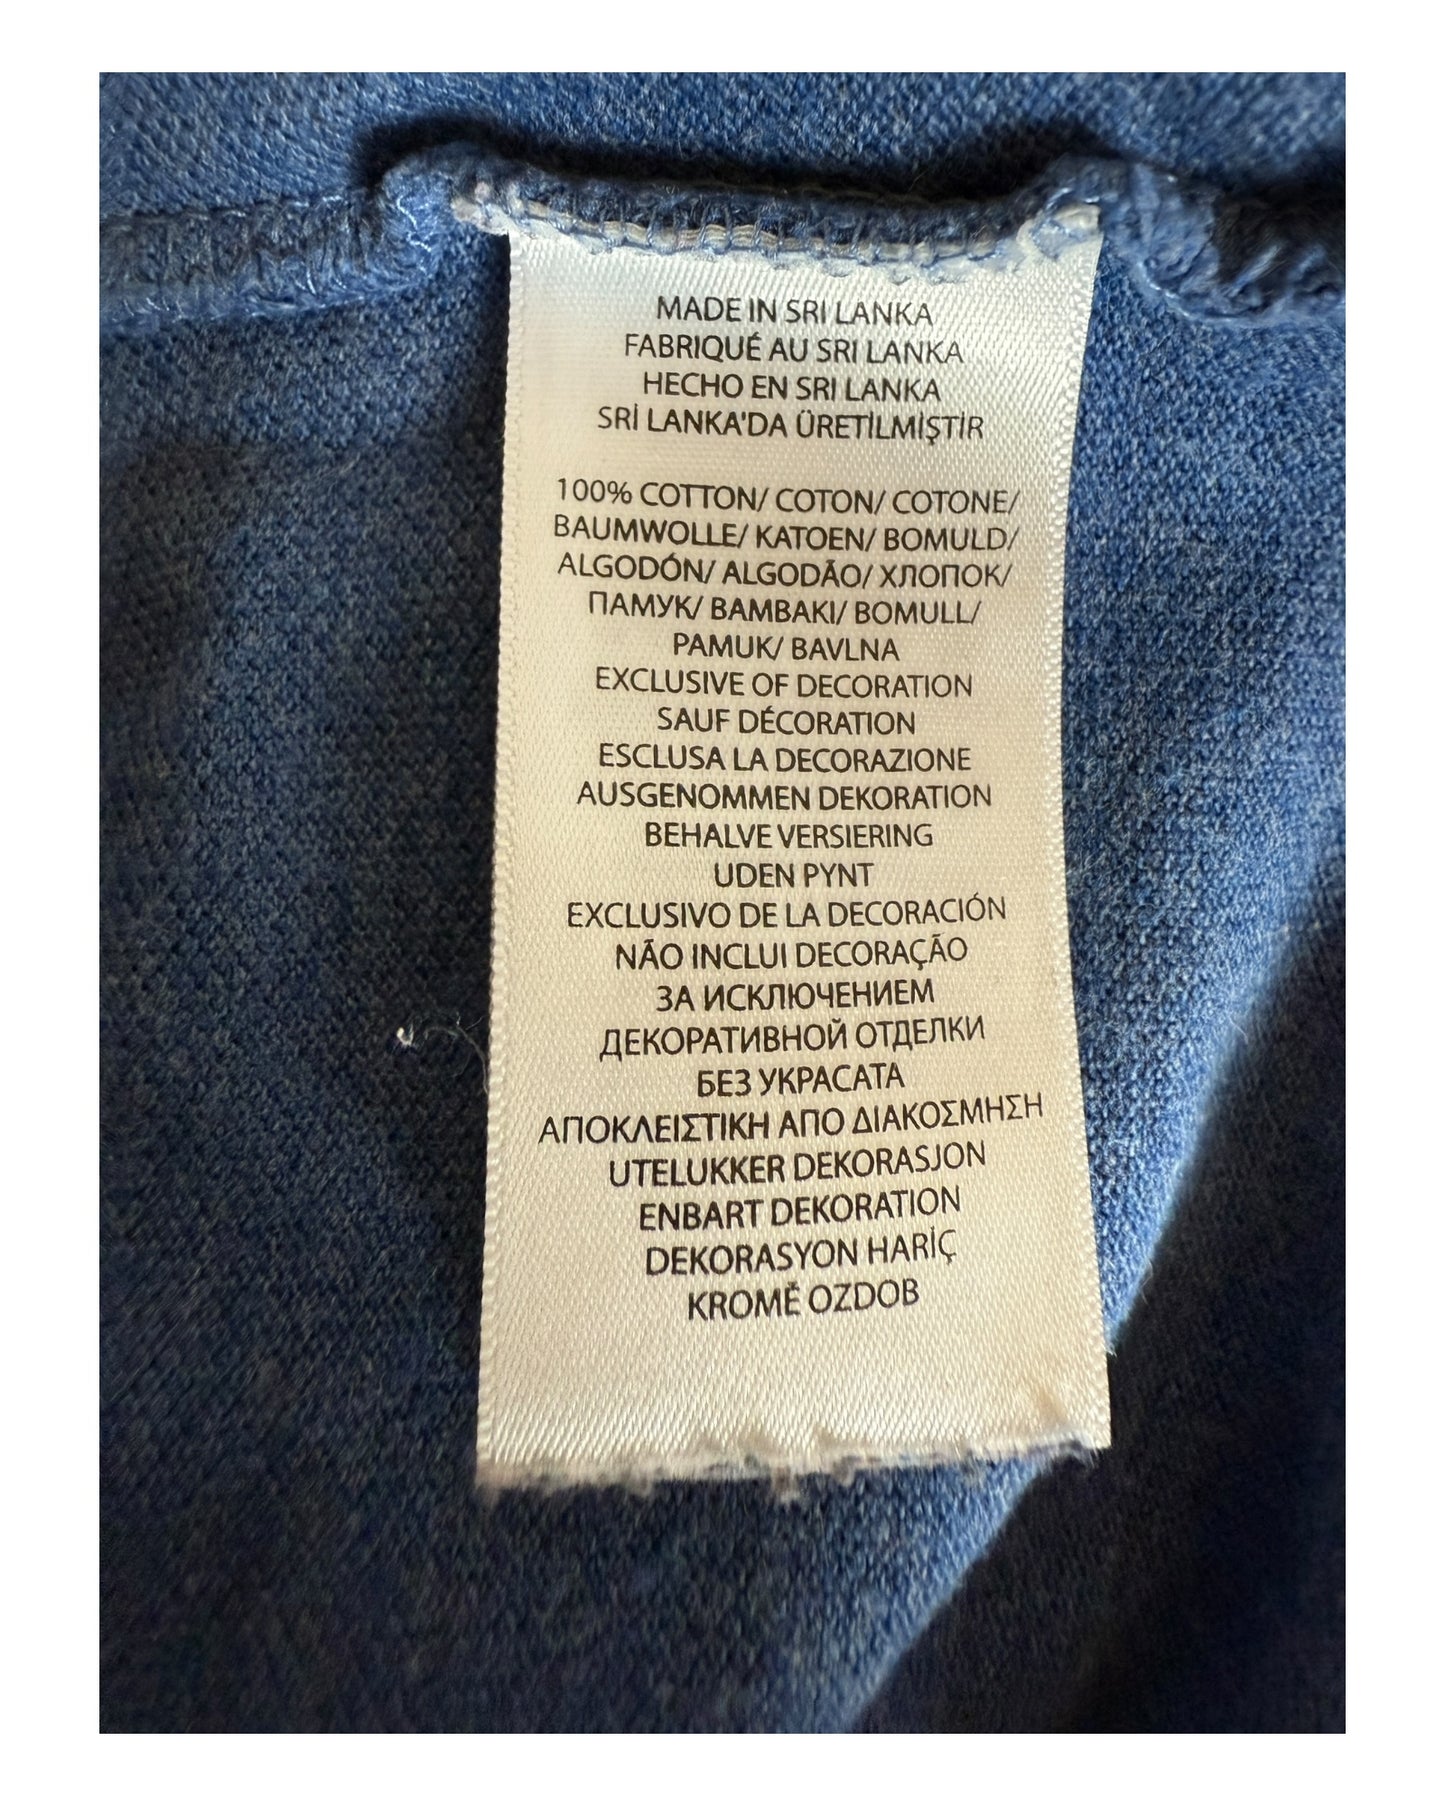 MADE IN SRI LANKA
FABRIQUÉ AU SRI LANKA
HECHO EN SRI LANKA
SRİ LANKA'DA ÜRETİLMİŞTİR
100% COTTON/ COTON/ COTONE/
BAUMWOLLE/ KATOEN/ BOMULD/
ALGODÓN/ ALGODÃO/ ХЛОПОК/
ПАМУК/ BAMBAKI/ BOMULL/
PAMUK/ BAVLNA
EXCLUSIVE OF DECORATION
SAUF DÉCORATION
ESCLUSA LA DECORAZIONE
AUSGENOMMEN DEKORATION
BEHALVE VERSIERING
UDEN PYNT
EXCLUSIVO DE LA DECORACIÓN
NÃO INCLUI DECORAÇÃO
ЗА ИСКЛЮЧЕНИЕМ
ДЕКОРАТИВНОЙ ОТДЕЛКИ
БЕЗ УКРАСАТА
ΑΠΟΚΛΕΙΣΤΙΚΗ ΑΠΟ ΔΙΑΚΟΣΜΗΣΗ
UTELUKKER DEKORASJON
ENBART DEKORATION
DEKORASYON HARİÇ
KROMĚ OZDOB